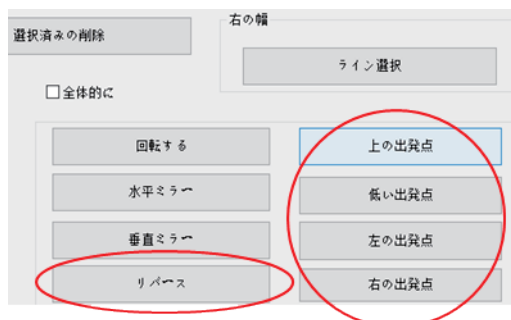 選択済みの削除
右の幅
ライン選択
全体的に
回転する
上の出発点
水平ミラー
低い出発点
垂直ミラー
左の出発点
リバース
右の出発点